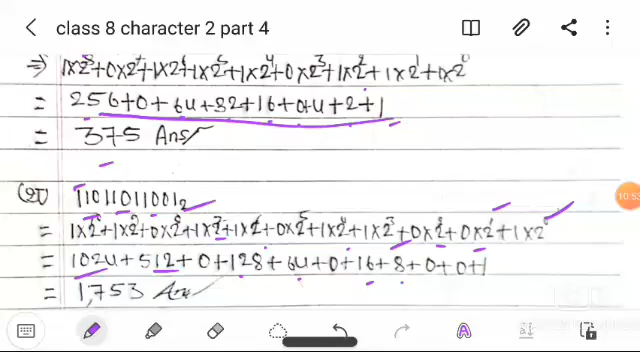 class 8 character 2 part 4
⇒ 1×2⁸+0×2⁷+1×2⁶+1×2⁵+1×2⁴+0×2³+1×2²+1×2¹+0×2⁰
= 256+0+64+32+16+0+4+2+1
= 375 Ans
11011011001₂
= 1×2¹⁰+1×2⁹+0×2⁸+1×2⁷+1×2⁶+0×2⁵+1×2⁴+1×2³+0×2²+0×2¹+1×2⁰
= 1024+512+0+128+64+0+16+8+0+0+1
= 1,753 Ans
10:53
A